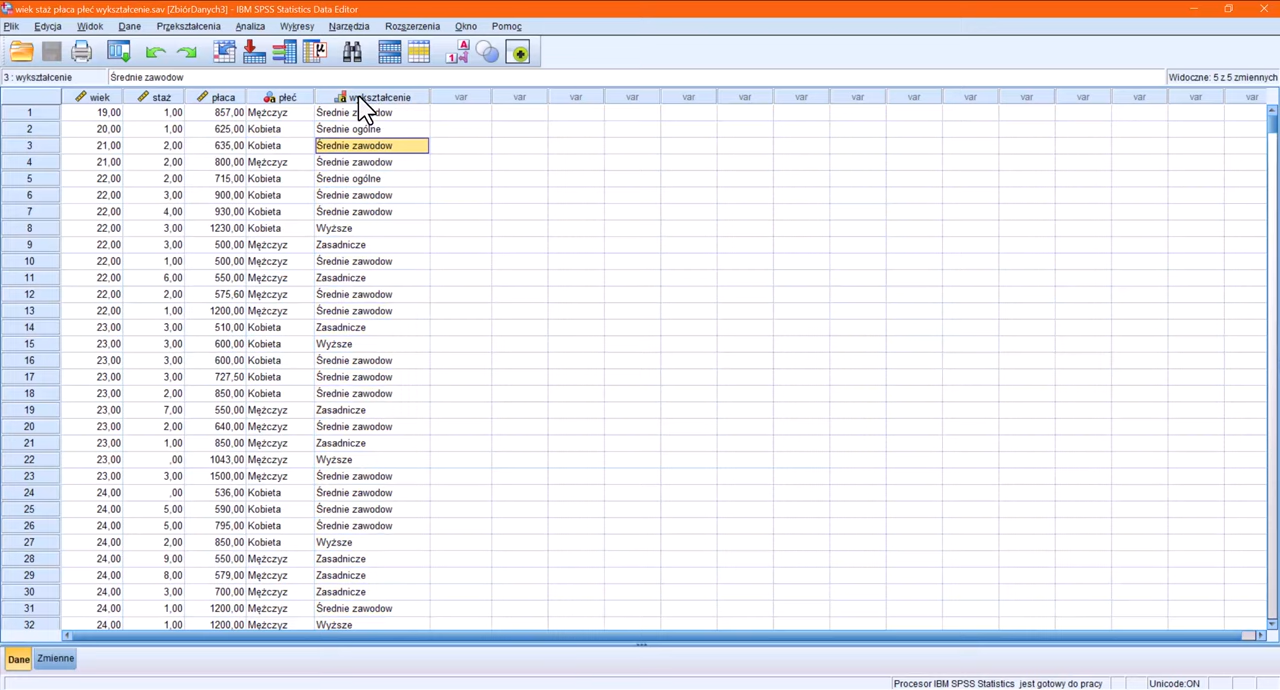 wiek staż płaca płeć wykształcenie.sav [ZbiórDanych3] - IBM SPSS Statistics Data Editor
Plik Edycja Widok Dane Przekształcenia Analiza Wykresy Narzędzia Rozszerzenia Okno Pomoc
3 : wykształcenie Średnie zawodow Widoczne: 5 z 5 zmiennych
wiek staż płaca płeć wykształcenie var var var var var var var var var var var var var var var
1 19,00 1,00 857,00 Mężczyz Średnie zawodow
2 20,00 1,00 625,00 Kobieta Średnie ogólne
3 21,00 2,00 635,00 Kobieta Średnie zawodow
4 21,00 2,00 800,00 Mężczyz Średnie zawodow
5 22,00 2,00 715,00 Kobieta Średnie ogólne
6 22,00 3,00 900,00 Kobieta Średnie zawodow
7 22,00 4,00 930,00 Kobieta Średnie zawodow
8 22,00 3,00 1230,00 Kobieta Wyższe
9 22,00 3,00 500,00 Mężczyz Zasadnicze
10 22,00 1,00 500,00 Mężczyz Średnie zawodow
11 22,00 6,00 550,00 Mężczyz Zasadnicze
12 22,00 2,00 575,60 Mężczyz Średnie zawodow
13 22,00 1,00 1200,00 Mężczyz Średnie zawodow
14 23,00 3,00 510,00 Kobieta Zasadnicze
15 23,00 3,00 600,00 Kobieta Wyższe
16 23,00 3,00 600,00 Kobieta Średnie zawodow
17 23,00 3,00 727,50 Kobieta Średnie zawodow
18 23,00 2,00 850,00 Kobieta Średnie zawodow
19 23,00 7,00 550,00 Mężczyz Zasadnicze
20 23,00 2,00 640,00 Mężczyz Średnie zawodow
21 23,00 1,00 850,00 Mężczyz Zasadnicze
22 23,00 ,00 1043,00 Mężczyz Wyższe
23 23,00 3,00 1500,00 Mężczyz Średnie zawodow
24 24,00 ,00 536,00 Kobieta Średnie zawodow
25 24,00 5,00 590,00 Kobieta Średnie zawodow
26 24,00 5,00 795,00 Kobieta Średnie zawodow
27 24,00 2,00 850,00 Kobieta Wyższe
28 24,00 9,00 550,00 Mężczyz Zasadnicze
29 24,00 8,00 579,00 Mężczyz Zasadnicze
30 24,00 3,00 700,00 Mężczyz Zasadnicze
31 24,00 1,00 1200,00 Mężczyz Średnie zawodow
32 24,00 1,00 1200,00 Mężczyz Wyższe
Dane Zmienne
Procesor IBM SPSS Statistics jest gotowy do pracy Unicode:ON